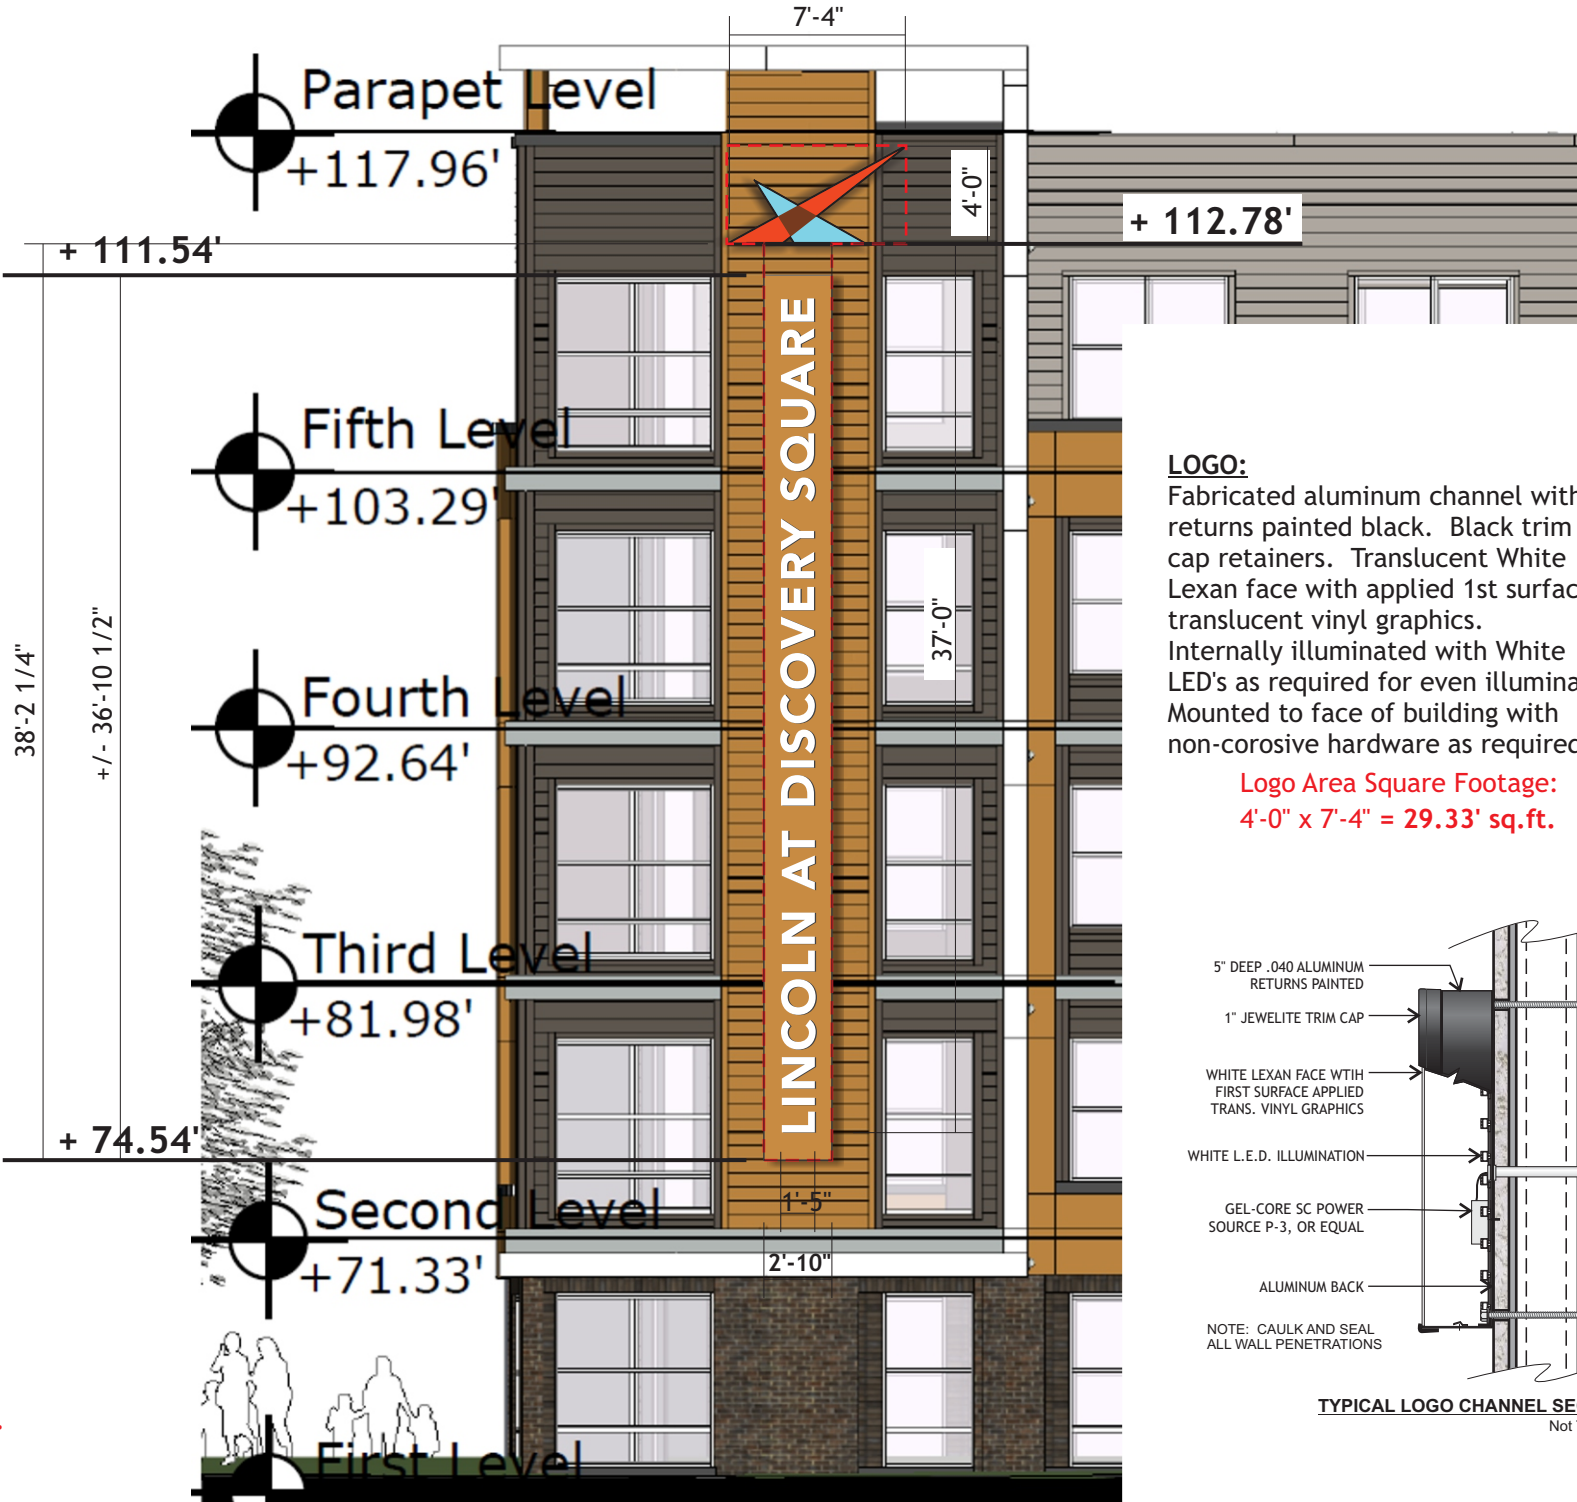 7'-4"
Parapet Level
+117.96'
+ 111.54'
4'-0"
+ 112.78'
Fifth Level
+103.29'
LINCOLN AT DISCOVERY SQUARE
37'-0"
38'-2 1/4"
+/- 36'-10 1/2"
Fourth Level
+92.64'
Third Level
+81.98'
+ 74.54'
Second Level
+71.33'
1'-5"
2'-10"
First Level
LOGO:
Fabricated aluminum channel with
returns painted black.  Black trim
cap retainers.  Translucent White
Lexan face with applied 1st surfac
translucent vinyl graphics.
Internally illuminated with White
LED's as required for even illumina
Mounted to face of building with
non-corosive hardware as required
Logo Area Square Footage:
4'-0" x 7'-4" = 29.33' sq.ft.
5" DEEP .040 ALUMINUM
RETURNS PAINTED
1" JEWELITE TRIM CAP
WHITE LEXAN FACE WTIH
FIRST SURFACE APPLIED
TRANS. VINYL GRAPHICS
WHITE L.E.D. ILLUMINATION
GEL-CORE SC POWER
SOURCE P-3, OR EQUAL
ALUMINUM BACK
NOTE:  CAULK AND SEAL
ALL WALL PENETRATIONS
TYPICAL LOGO CHANNEL SE
Not